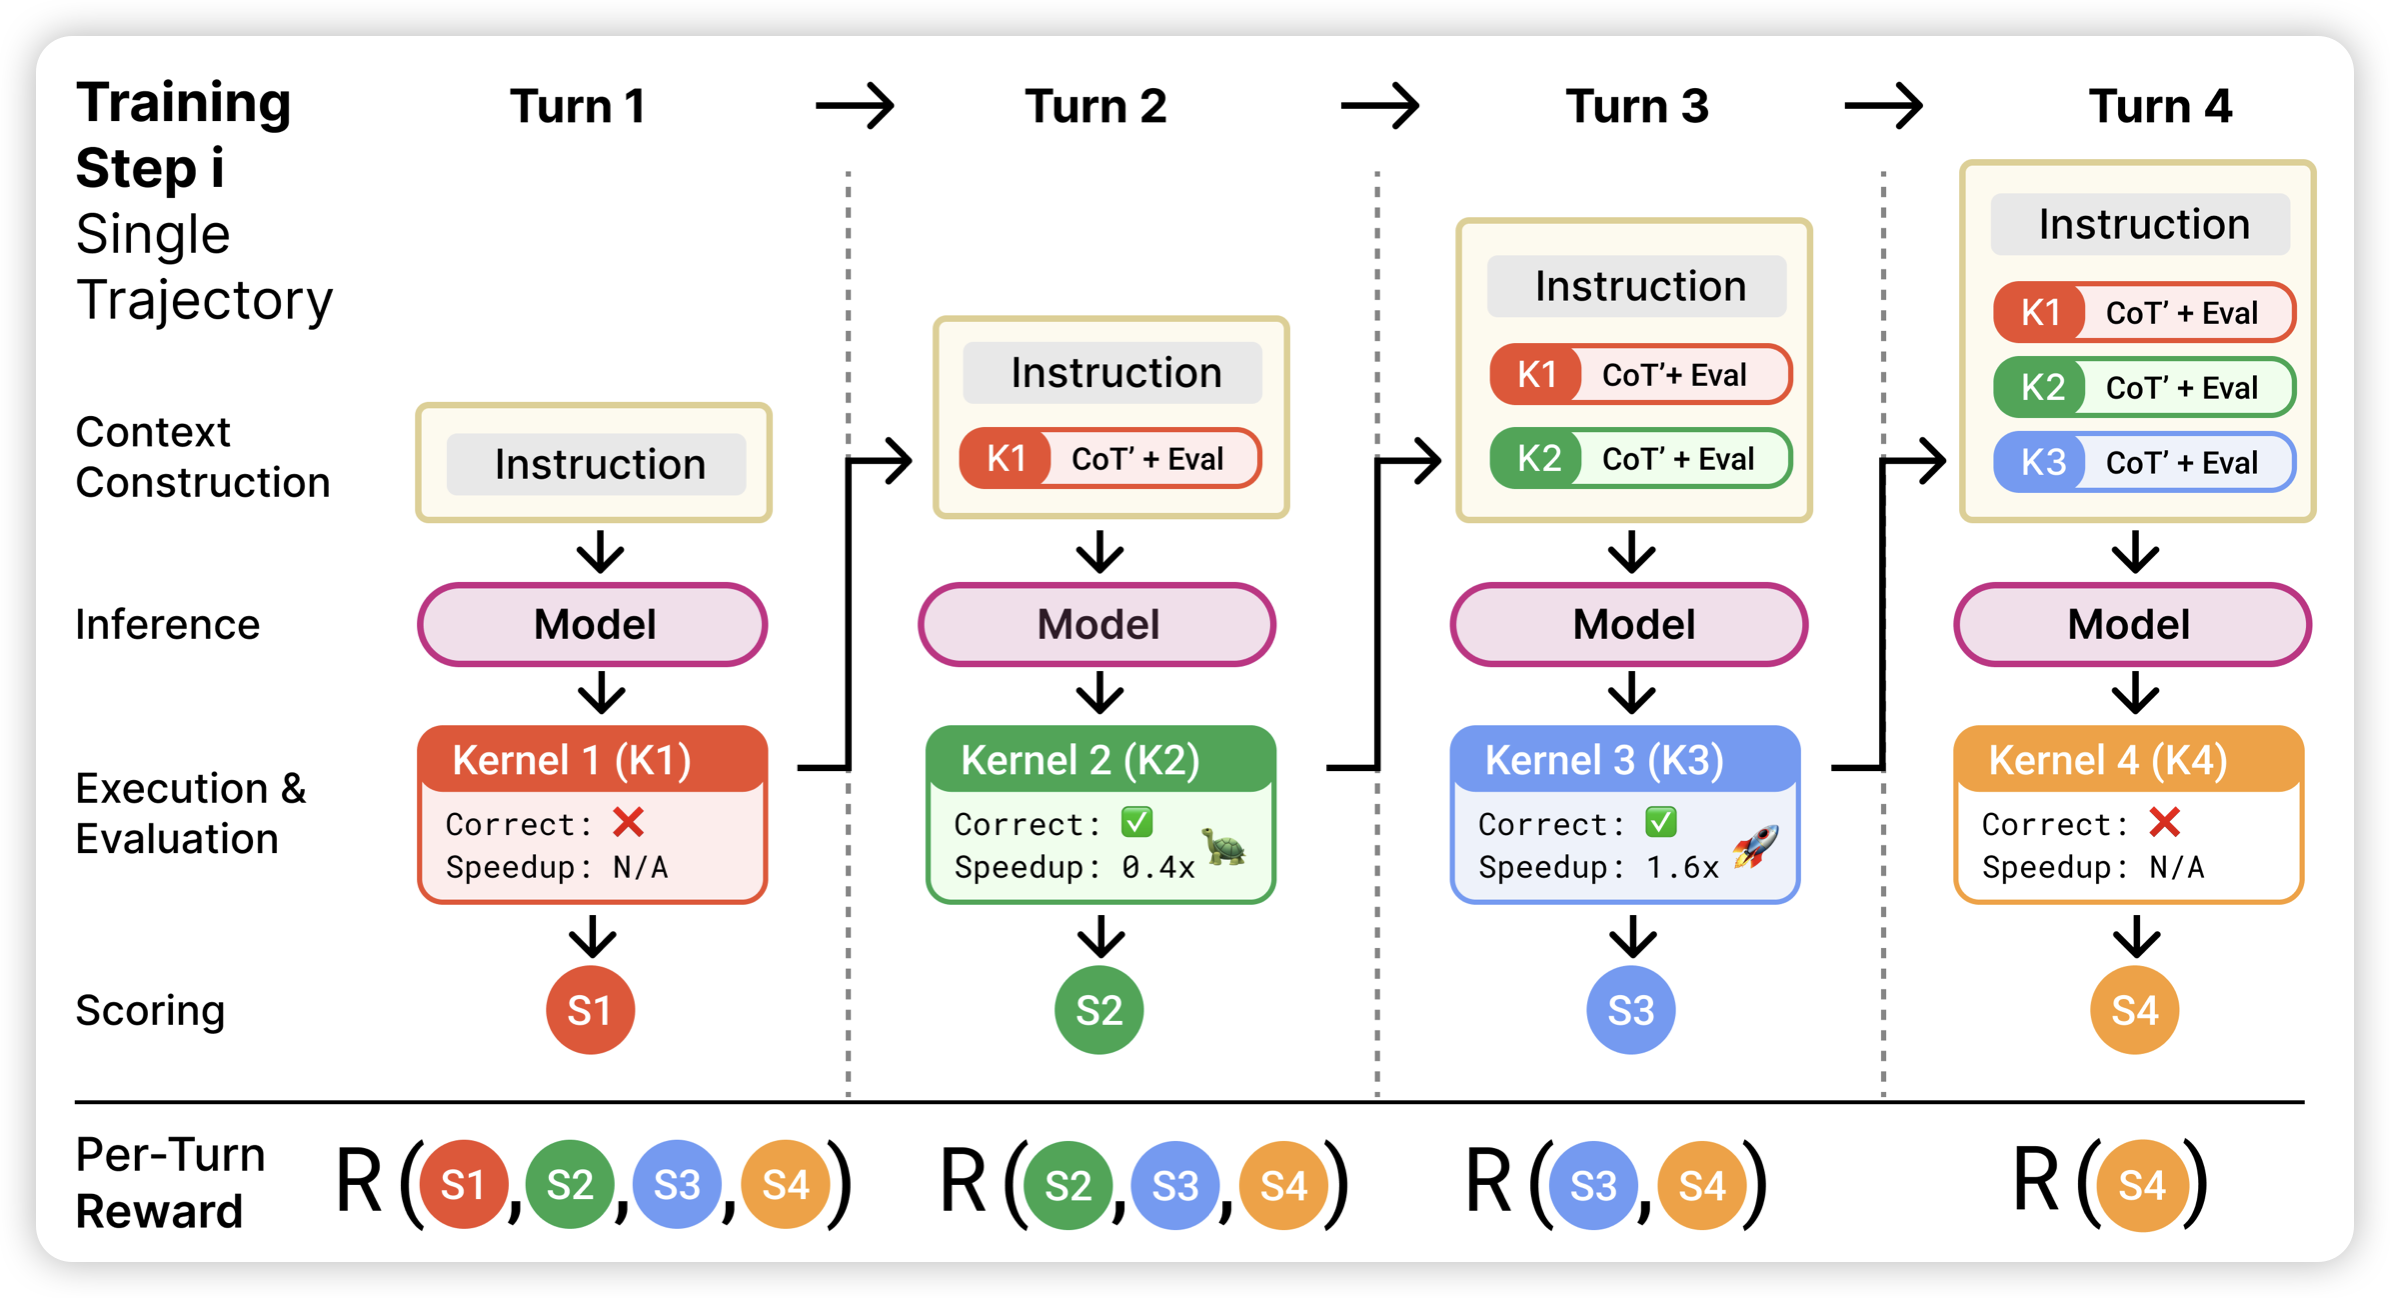 Training
Step i
Single
Trajectory
Turn 1
Turn 2
Turn 3
Turn 4
Context
Construction
Instruction
Instruction
K1 CoT’ + Eval
Instruction
K1 CoT’+ Eval
K2 CoT’ + Eval
Instruction
K1 CoT’ + Eval
K2 CoT’ + Eval
K3 CoT’ + Eval
Inference
Model
Model
Model
Model
Execution &
Evaluation
Kernel 1 (K1)
Correct: ❌
Speedup: N/A
Kernel 2 (K2)
Correct: ✅
Speedup: 0.4x
Kernel 3 (K3)
Correct: ✅
Speedup: 1.6x
Kernel 4 (K4)
Correct: ❌
Speedup: N/A
Scoring
S1
S2
S3
S4
Per-Turn
Reward
R (S1, S2, S3, S4)
R (S2, S3, S4)
R (S3, S4)
R (S4)